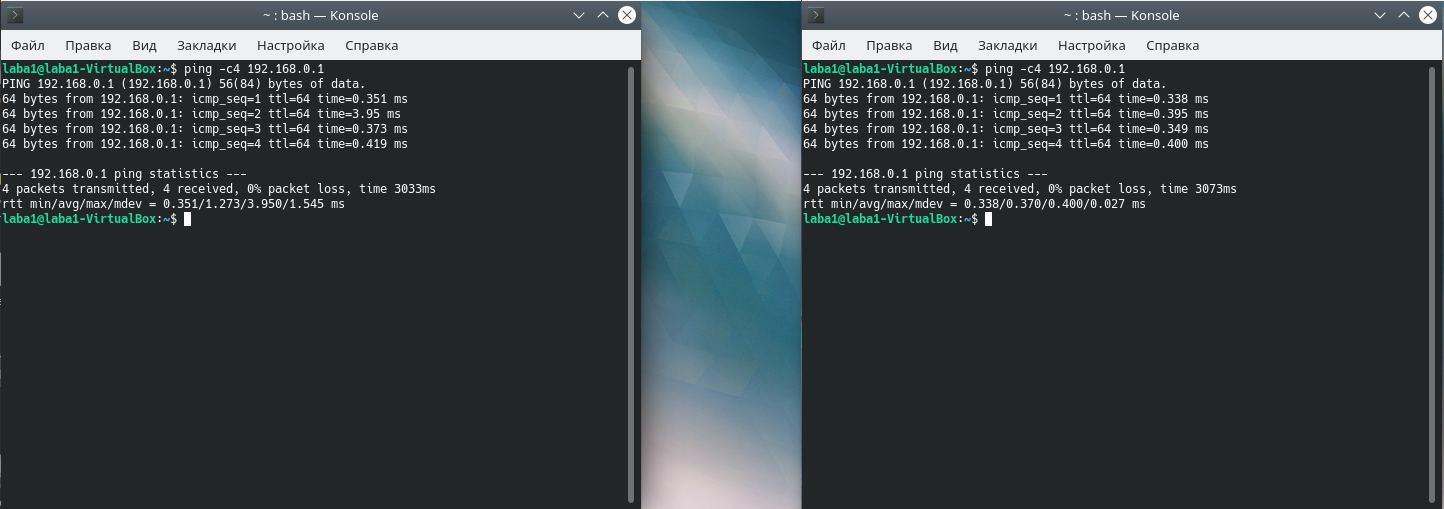 ~ : bash — Konsole
Файл Правка Вид Закладки Настройка Справка
laba1@laba1-VirtualBox:~$ ping -c4 192.168.0.1
PING 192.168.0.1 (192.168.0.1) 56(84) bytes of data.
64 bytes from 192.168.0.1: icmp_seq=1 ttl=64 time=0.351 ms
64 bytes from 192.168.0.1: icmp_seq=2 ttl=64 time=3.95 ms
64 bytes from 192.168.0.1: icmp_seq=3 ttl=64 time=0.373 ms
64 bytes from 192.168.0.1: icmp_seq=4 ttl=64 time=0.419 ms
--- 192.168.0.1 ping statistics ---
4 packets transmitted, 4 received, 0% packet loss, time 3033ms
rtt min/avg/max/mdev = 0.351/1.273/3.950/1.545 ms
laba1@laba1-VirtualBox:~$
~ : bash — Konsole
Файл Правка Вид Закладки Настройка Справка
laba1@laba1-VirtualBox:~$ ping -c4 192.168.0.1
PING 192.168.0.1 (192.168.0.1) 56(84) bytes of data.
64 bytes from 192.168.0.1: icmp_seq=1 ttl=64 time=0.338 ms
64 bytes from 192.168.0.1: icmp_seq=2 ttl=64 time=0.395 ms
64 bytes from 192.168.0.1: icmp_seq=3 ttl=64 time=0.349 ms
64 bytes from 192.168.0.1: icmp_seq=4 ttl=64 time=0.400 ms
--- 192.168.0.1 ping statistics ---
4 packets transmitted, 4 received, 0% packet loss, time 3073ms
rtt min/avg/max/mdev = 0.338/0.370/0.400/0.027 ms
laba1@laba1-VirtualBox:~$